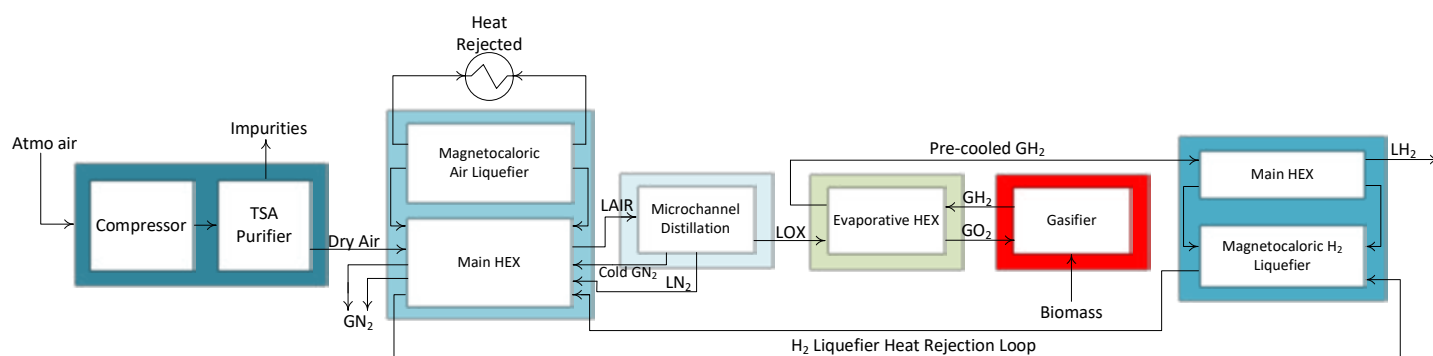 Heat
Rejected
Atmo air
Impurities
Compressor
TSA
Purifier
Dry Air
GN₂
Magnetocaloric
Air Liquefier
Main HEX
LAIR
Cold GN₂
LN₂
Microchannel
Distillation
LOX
Pre-cooled GH₂
Evaporative HEX
GH₂
GO₂
Gasifier
Biomass
Main HEX
LH₂
Magnetocaloric H₂
Liquefier
H₂ Liquefier Heat Rejection Loop